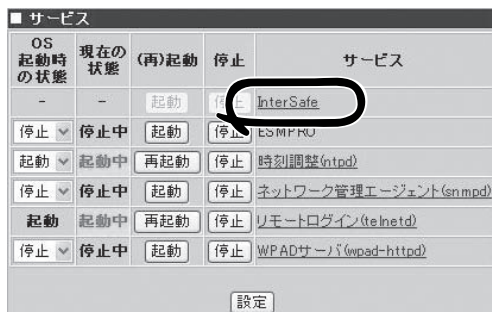 ■ サービス
OS起動時の状態 現在の状態 (再)起動 停止 サービス
- - 起動 停止 InterSafe
停止 停止中 起動 停止 ESMPRO
起動 起動中 再起動 停止 時刻調整(ntpd)
停止 停止中 起動 停止 ネットワーク管理エージェント(snmpd)
起動 起動中 再起動 停止 リモートログイン(telnetd)
停止 停止中 起動 停止 WPADサーバ(wpad-httpd)
設定